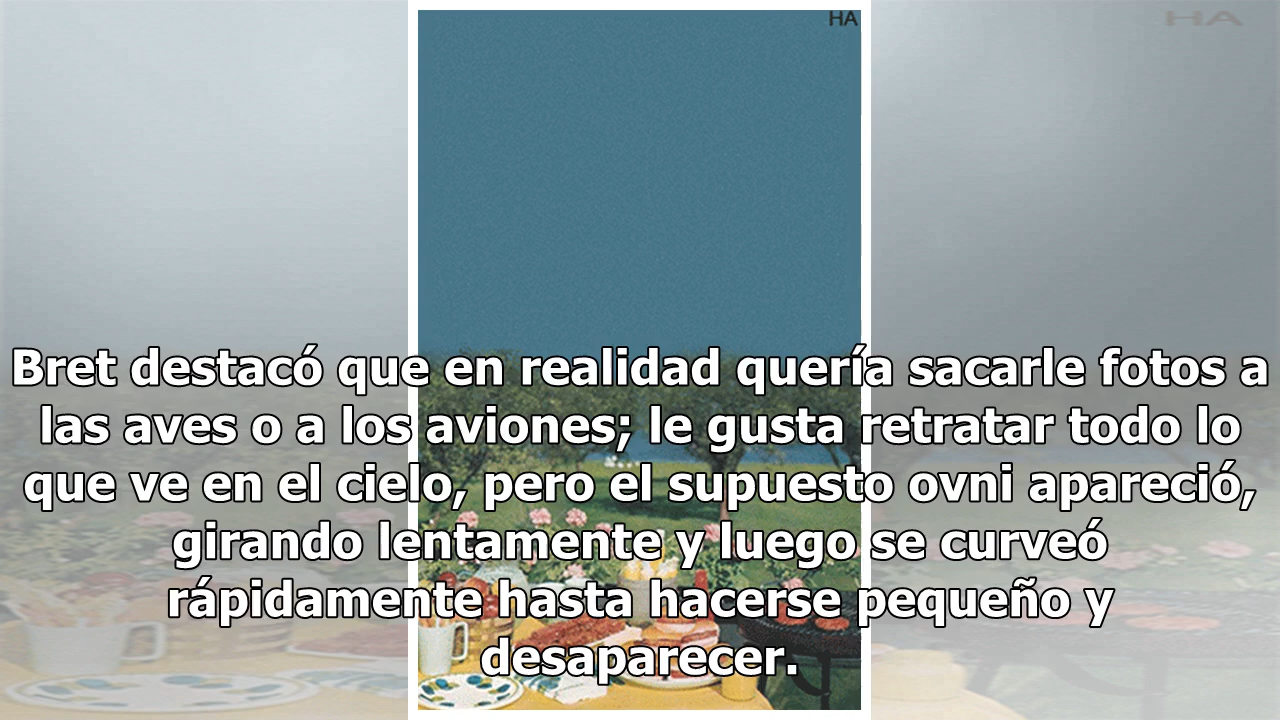 HA
HA
Bret destacó que en realidad quería sacarle fotos a
las aves o a los aviones; le gusta retratar todo lo
que ve en el cielo, pero el supuesto ovni apareció,
girando lentamente y luego se curveó
rápidamente hasta hacerse pequeño y
desaparecer.